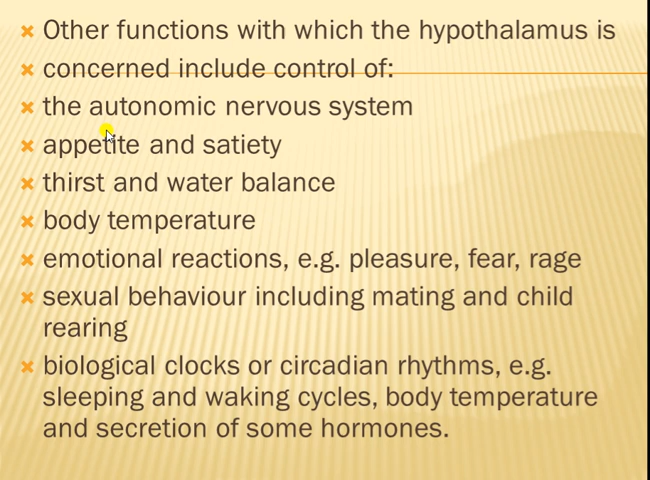 Other functions with which the hypothalamus is
concerned include control of:
the autonomic nervous system
appetite and satiety
thirst and water balance
body temperature
emotional reactions, e.g. pleasure, fear, rage
sexual behaviour including mating and child
rearing
biological clocks or circadian rhythms, e.g.
sleeping and waking cycles, body temperature
and secretion of some hormones.